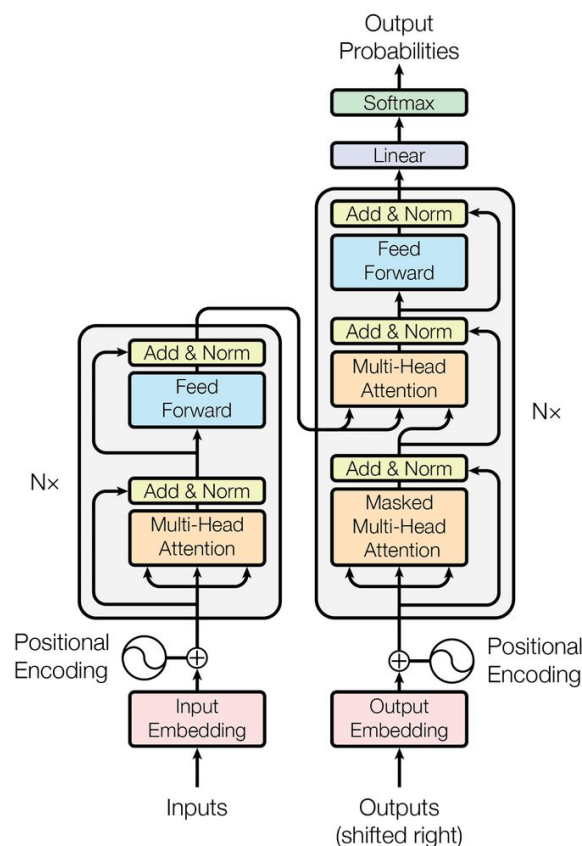 Output
Probabilities
Softmax
Linear
Add & Norm
Feed
Forward
Add & Norm
Multi-Head
Attention
Add & Norm
Masked
Multi-Head
Attention
N×
Add & Norm
Feed
Forward
Add & Norm
Multi-Head
Attention
N×
Positional
Encoding
Input
Embedding
Inputs
Positional
Encoding
Output
Embedding
Outputs
(shifted right)